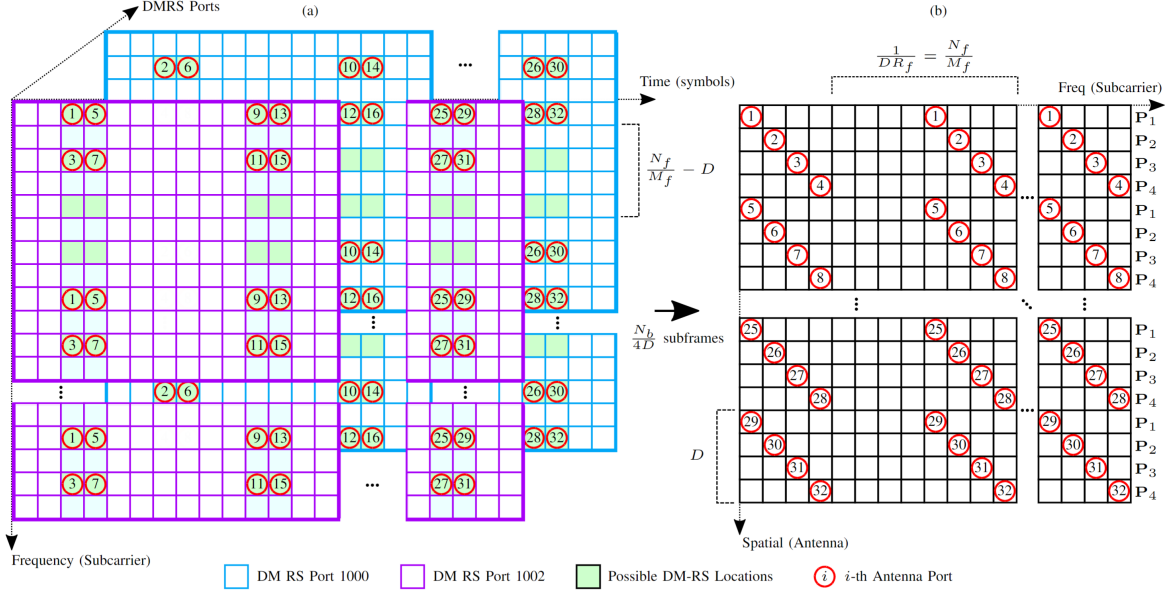 DMRS Ports
(a)
(b)
2 6 10 14 ... 26 30
1/DR_f = N_f/M_f
Time (symbols)
Freq (Subcarrier)
1 5 9 13 12 16 25 29 28 32
3 7 11 15 27 31
N_f/M_f − D
10 14 26 30
1 5 9 13 12 16 25 29 28 32
3 7 11 15 27 31
2 6 10 14 26 30
1 5 9 13 12 16 25 29 28 32
3 7 11 15 ... 27 31
N_b/4D subframes
1 1 1 P1
2 2 2 P2
3 3 3 P3
4 4 ... 4 P4
5 5 5 P1
6 6 6 P2
7 7 7 P3
8 8 8 P4
25 25 25 P1
26 26 26 P2
27 27 27 P3
28 28 ... 28 P4
29 29 29 P1
30 30 30 P2
D
31 31 31 P3
32 32 32 P4
Frequency (Subcarrier)
Spatial (Antenna)
DM RS Port 1000
DM RS Port 1002
Possible DM-RS Locations
i
i-th Antenna Port